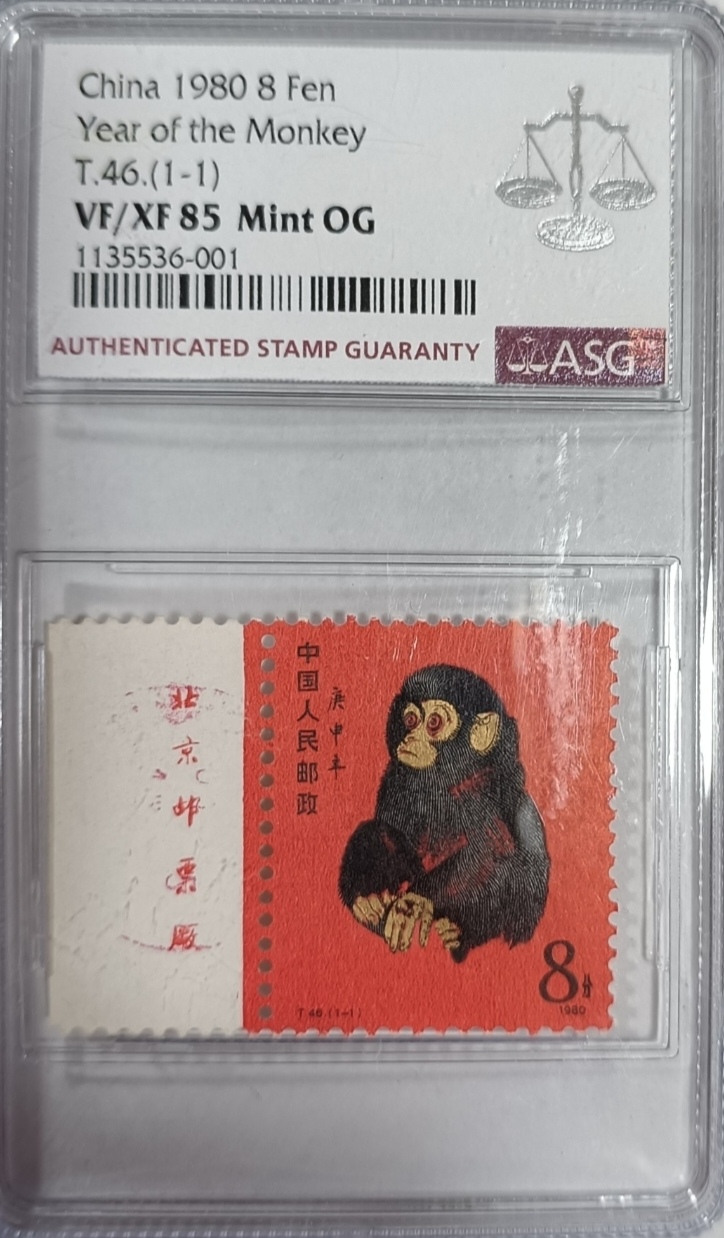 China 1980 8 Fen
Year of the Monkey
T.46.(1-1)
VF/XF 85 Mint OG
1135536-001
AUTHENTICATED STAMP GUARANTY
ASG™
北京邮票厂
中国人民邮政
庚申年
8分
T.46.(1-1)
1980